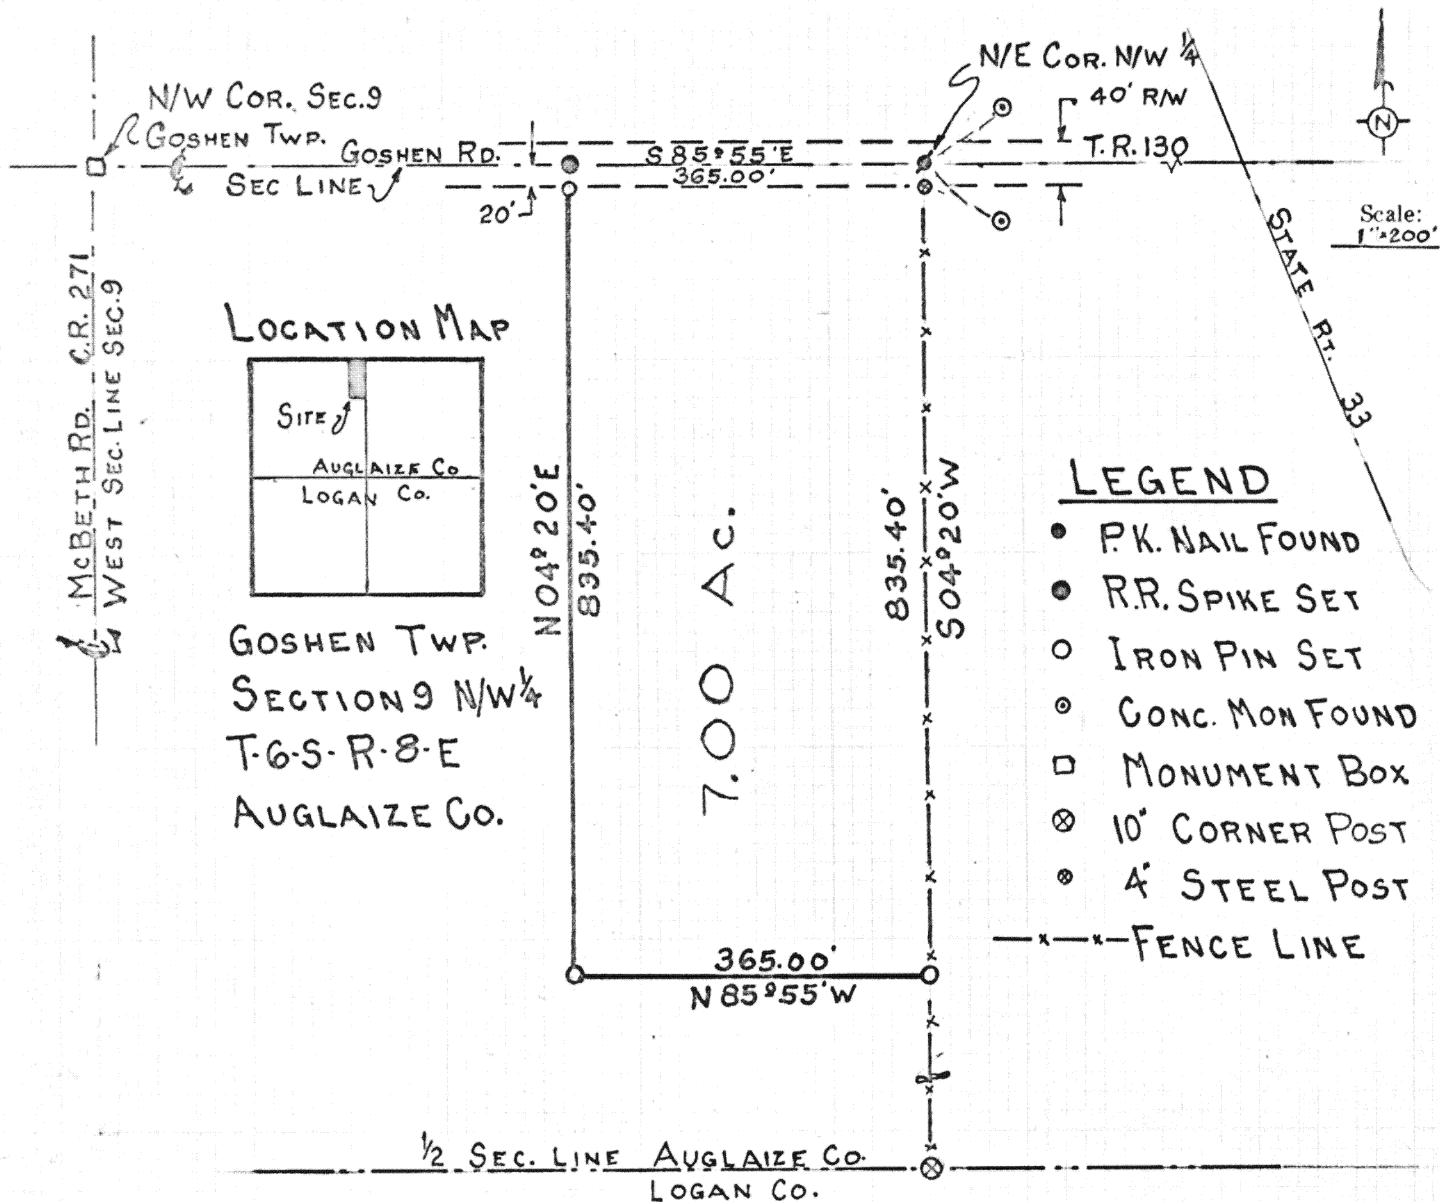 N/E COR. N/W 1/4
N/W COR. SEC.9
GOSHEN TWP.
40' R/W
N
GOSHEN RD.
S 85°55'E
T.R. 130
SEC LINE
365.00'
20'
Scale:
1"=200'
STATE RT. 33
MCBETH RD. C.R. 271
WEST SEC. LINE SEC.9
LOCATION MAP
SITE
AUGLAIZE CO
LOGAN CO.
N 04° 20' E
835.40'
7.00 AC.
835.40'
S 04° 20' W
LEGEND
P.K. NAIL FOUND
R.R. SPIKE SET
IRON PIN SET
CONC. MON FOUND
MONUMENT BOX
10" CORNER POST
4" STEEL POST
FENCE LINE
GOSHEN TWP.
SECTION 9 N/W 1/4
T-6-S- R-8-E
AUGLAIZE CO.
365.00'
N 85°55'W
1/2 SEC. LINE AUGLAIZE CO.
LOGAN CO.